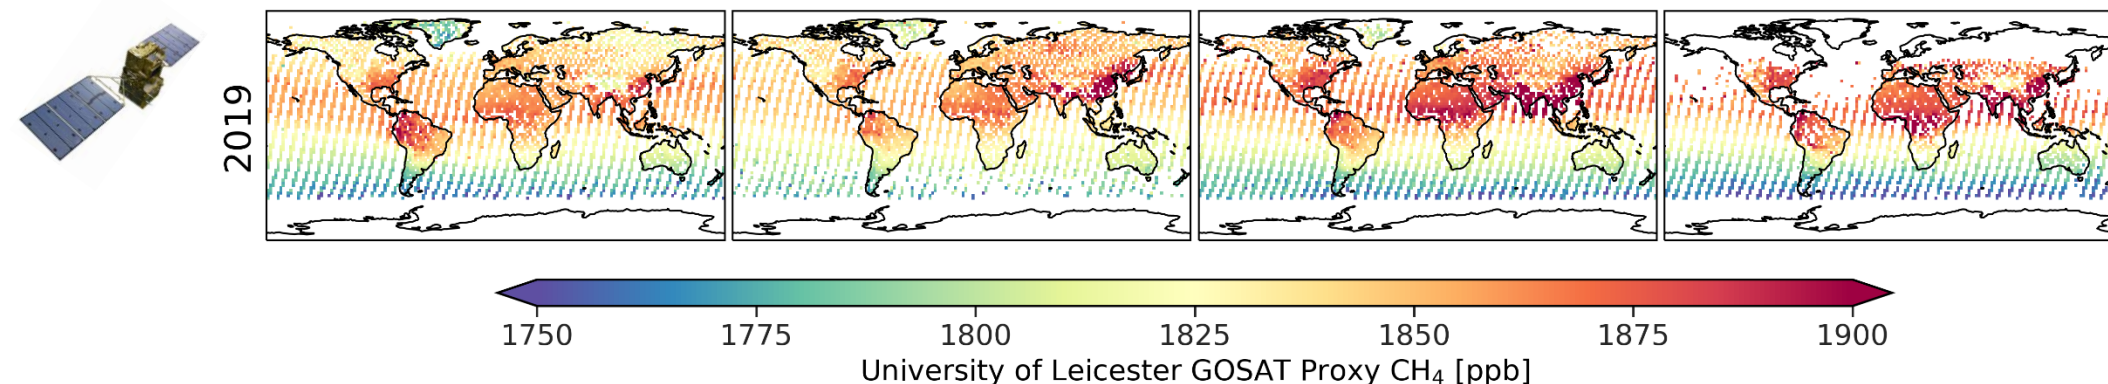 2019
1750 1775 1800 1825 1850 1875 1900
University of Leicester GOSAT Proxy CH₄ [ppb]